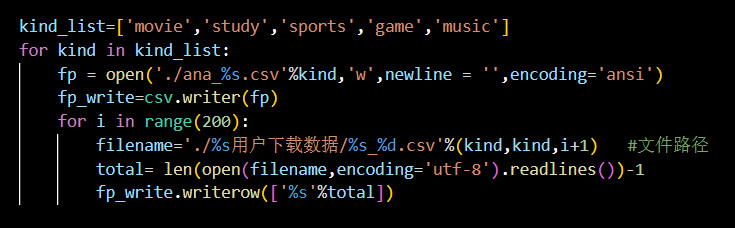 kind_list=['movie','study','sports','game','music']
for kind in kind_list:
    fp = open('./ana_%s.csv'%kind,'w',newline = '',encoding='ansi')
    fp_write=csv.writer(fp)
    for i in range(200):
        filename='./%s用户下载数据/%s_%d.csv'%(kind,kind,i+1)   #文件路径
        total= len(open(filename,encoding='utf-8').readlines())-1
        fp_write.writerow(['%s'%total])